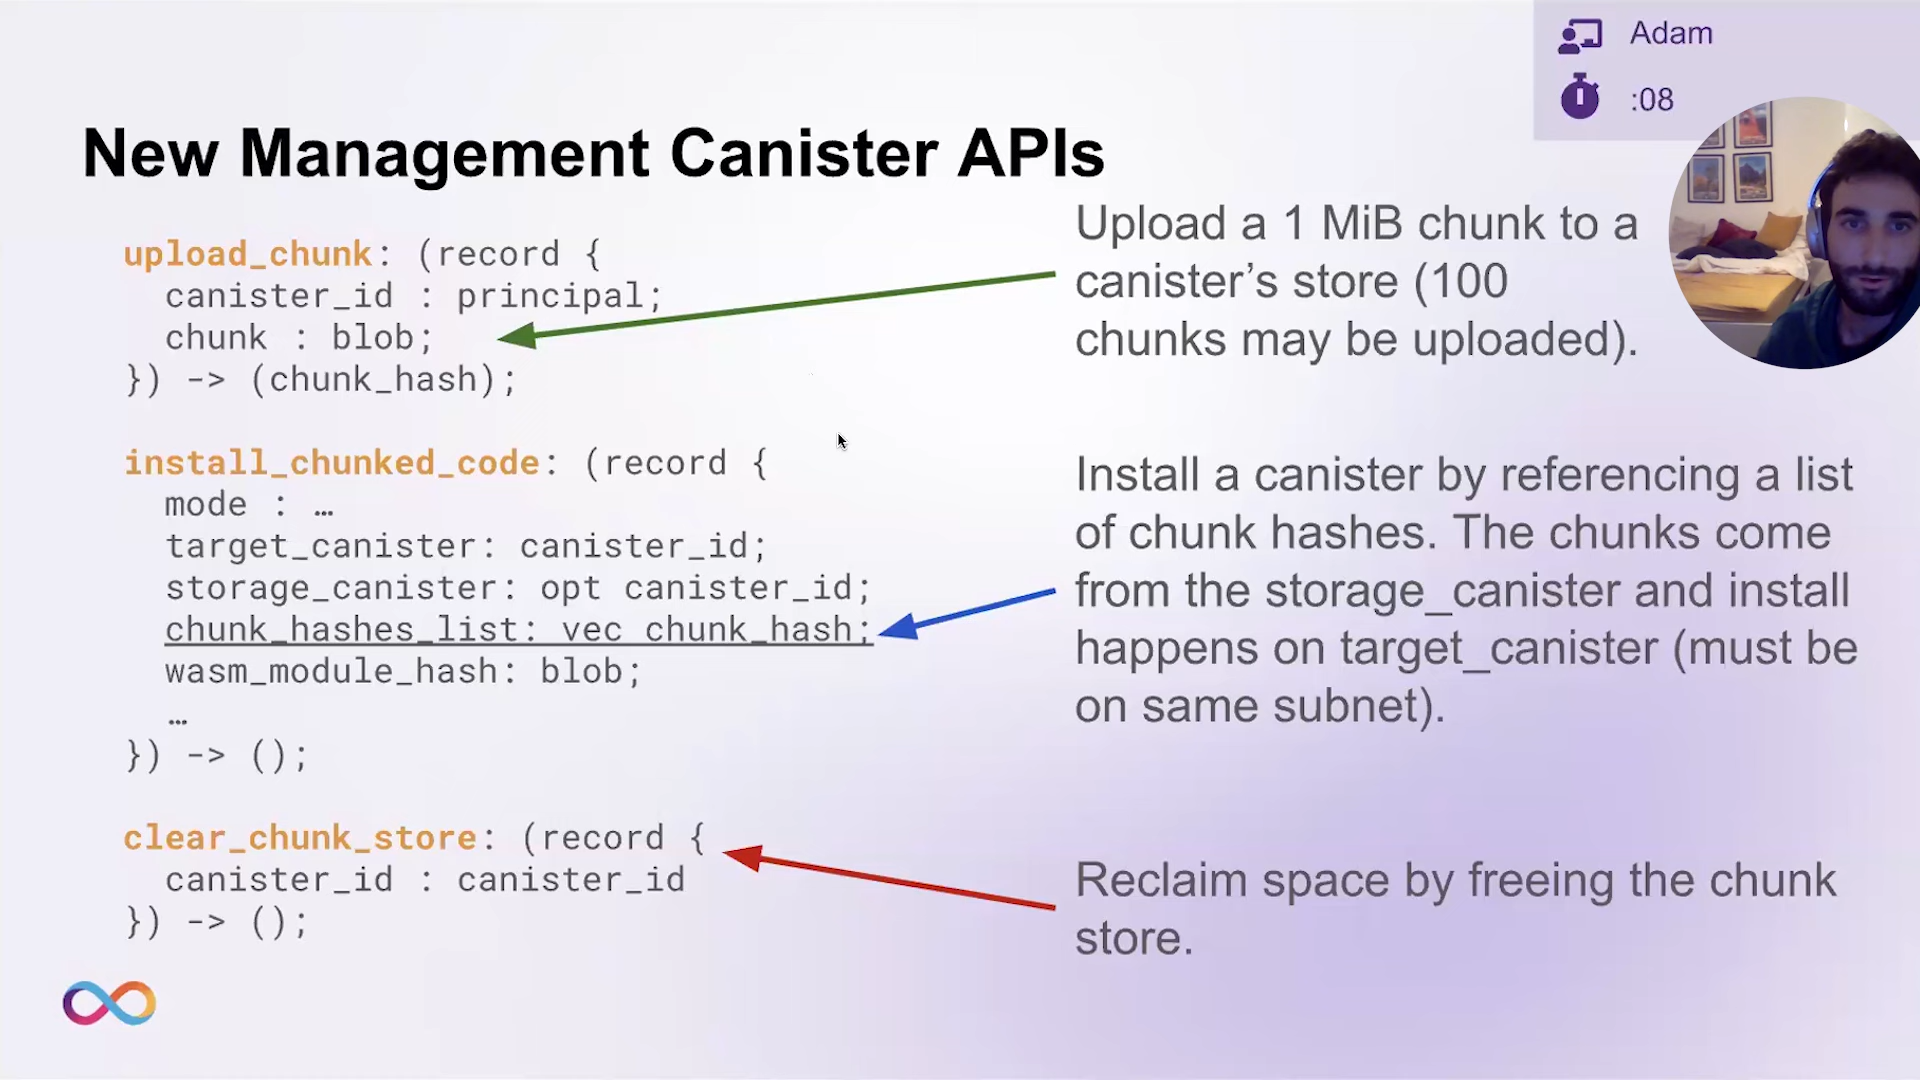 Adam
:08
New Management Canister APIs
upload_chunk: (record {
canister_id : principal;
chunk : blob;
}) -> (chunk_hash);
Upload a 1 MiB chunk to a
canister’s store (100
chunks may be uploaded).
install_chunked_code: (record {
mode : …
target_canister: canister_id;
storage_canister: opt canister_id;
chunk_hashes_list: vec chunk_hash;
wasm_module_hash: blob;
…
}) -> ();
Install a canister by referencing a list
of chunk hashes. The chunks come
from the storage_canister and install
happens on target_canister (must be
on same subnet).
clear_chunk_store: (record {
canister_id : canister_id
}) -> ();
Reclaim space by freeing the chunk
store.